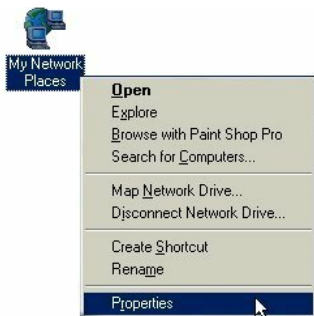 My Network
Places
Open
Explore
Browse with Paint Shop Pro
Search for Computers...
Map Network Drive...
Disconnect Network Drive...
Create Shortcut
Rename
Properties